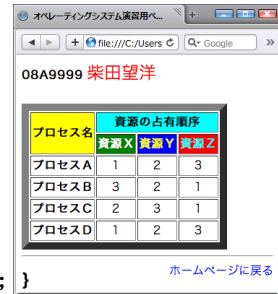 オペレーティングシステム演習用ペ...
file:///C:/Users
Google
08A9999 柴田望洋
プロセス名 資源の占有順序
資源X 資源Y 資源Z
プロセスA 1 2 3
プロセスB 3 2 1
プロセスC 2 3 1
プロセスD 1 2 3
ホームページに戻る
; }